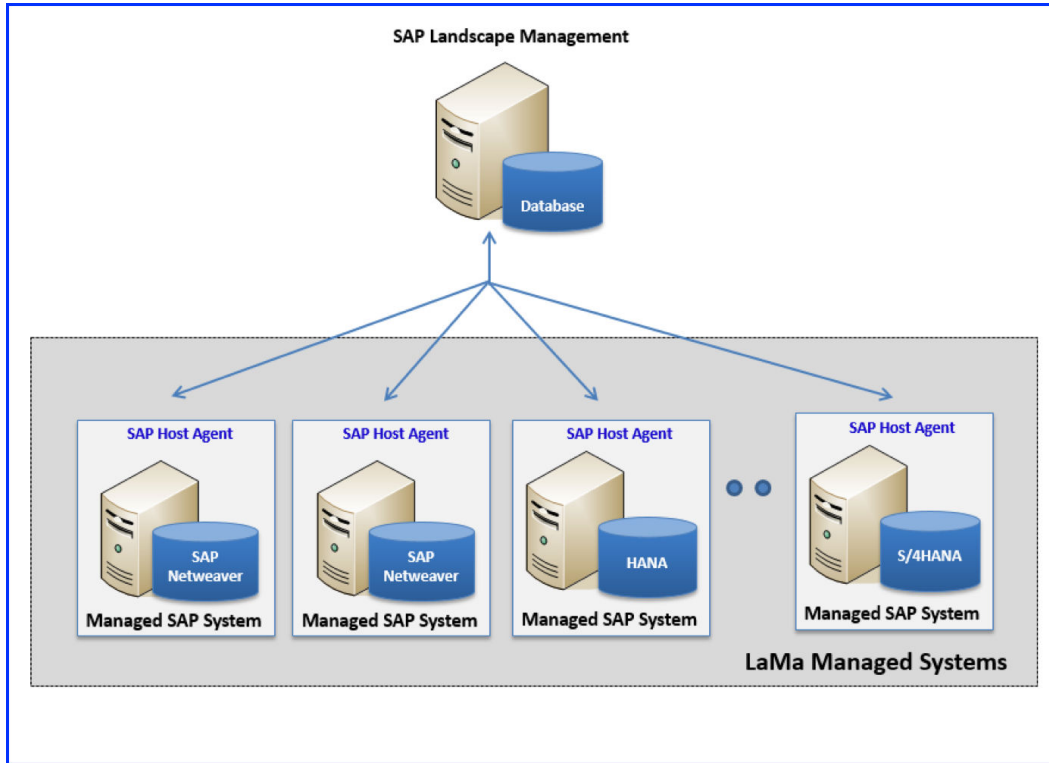 SAP Landscape Management
Database
SAP Host Agent
SAP
Netweaver
Managed SAP System
SAP Host Agent
SAP
Netweaver
Managed SAP System
SAP Host Agent
HANA
Managed SAP System
SAP Host Agent
S/4HANA
Managed SAP System
LaMa Managed Systems